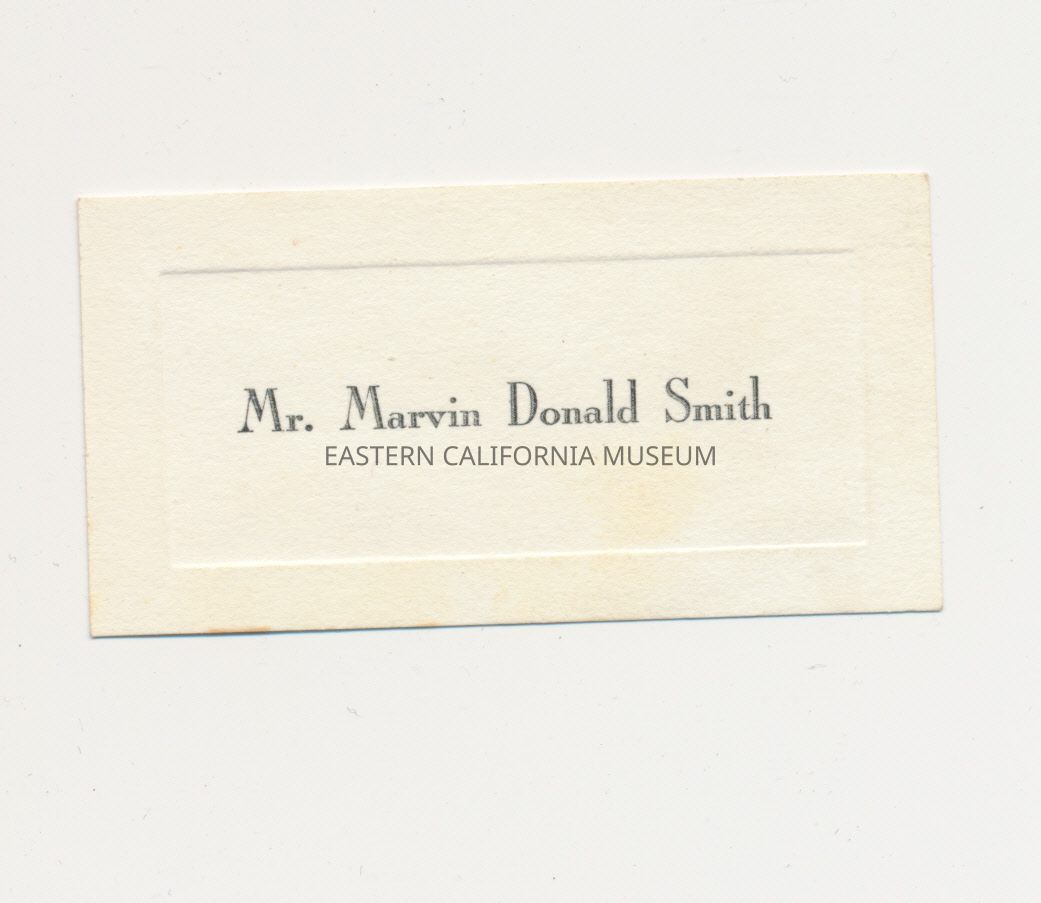 Mr. Marvin Donald Smith
EASTERN CALIFORNIA MUSEUM